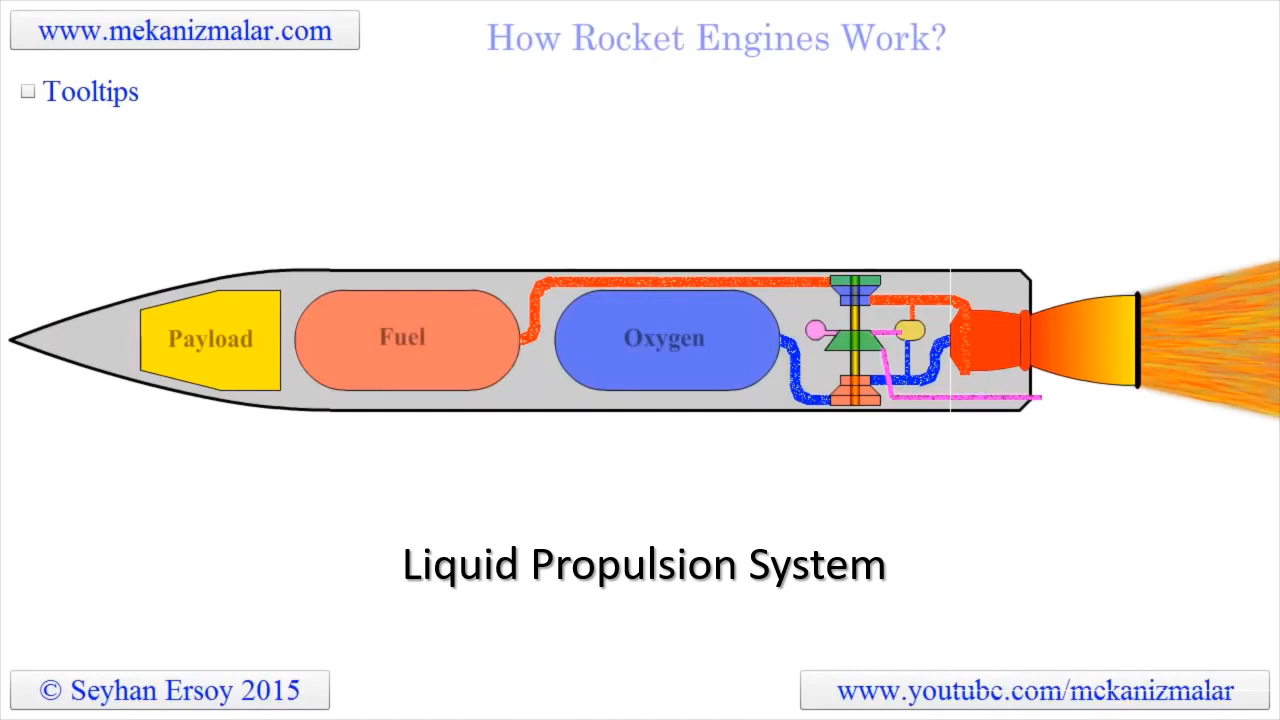 www.mekanizmalar.com
How Rocket Engines Work?
Tooltips
Payload
Fuel
Oxygen
Liquid Propulsion System
© Seyhan Ersoy 2015
www.youtube.com/mekanizmalar